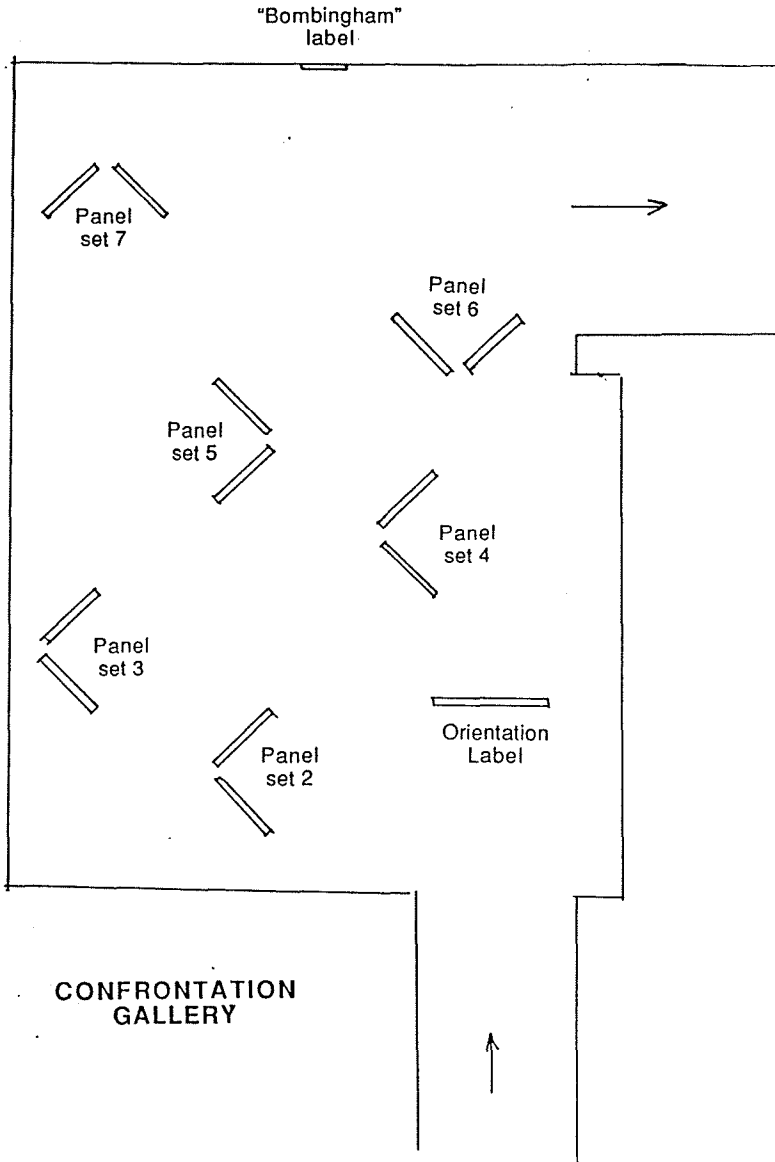 “Bombingham”
label
Panel
set 7
Panel
set 6
Panel
set 5
Panel
set 4
Panel
set 3
Orientation
Label
Panel
set 2
CONFRONTATION
GALLERY